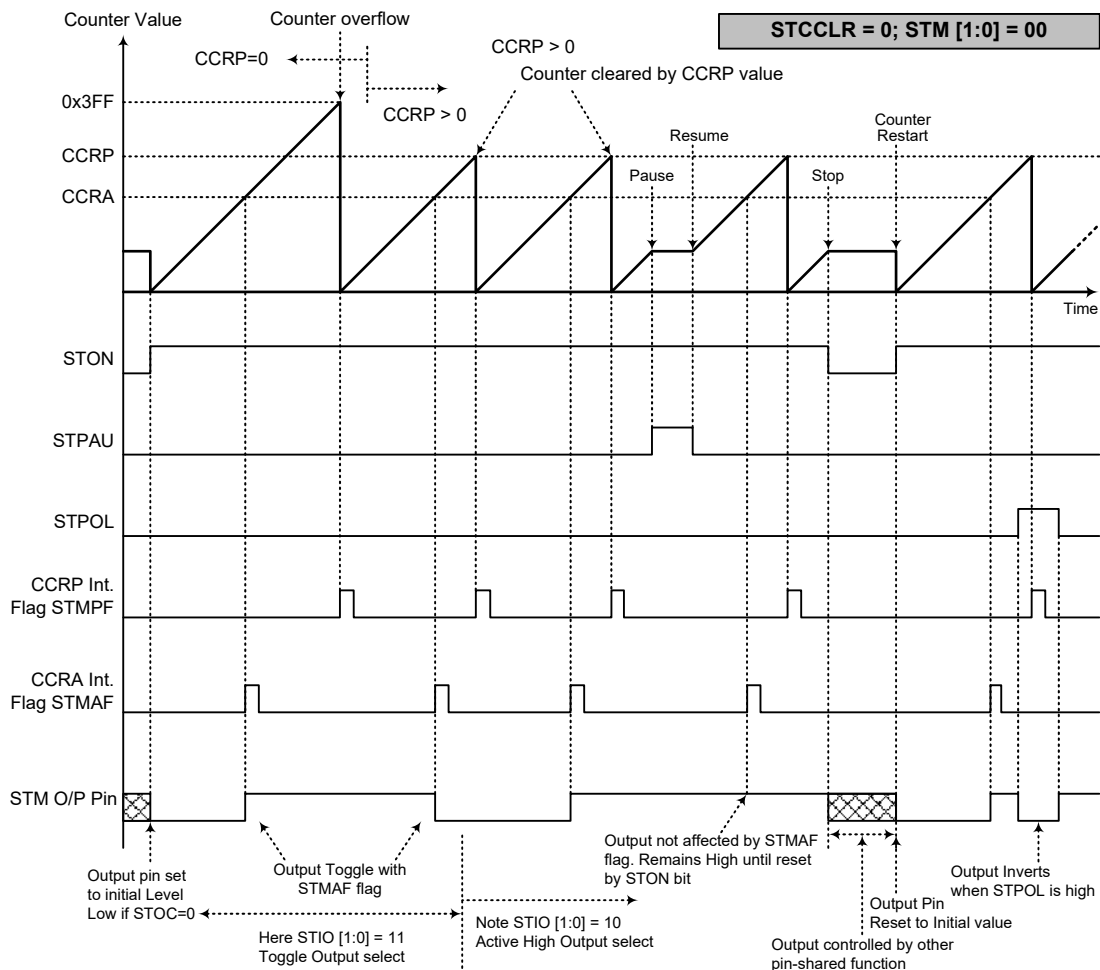 Counter Value
Counter overflow
STCCLR = 0; STM [1:0] = 00
CCRP=0
CCRP > 0
CCRP > 0
Counter cleared by CCRP value
0x3FF
CCRP
CCRA
Pause
Resume
Stop
Counter
Restart
Time
STON
STPAU
STPOL
CCRP Int.
Flag STMPF
CCRA Int.
Flag STMAF
STM O/P Pin
Output pin set
to initial Level
Low if STOC=0
Output Toggle with
STMAF flag
Output not affected by STMAF
flag. Remains High until reset
by STON bit
Output Inverts
when STPOL is high
Output Pin
Reset to Initial value
Here STIO [1:0] = 11
Toggle Output select
Note STIO [1:0] = 10
Active High Output select
Output controlled by other
pin-shared function